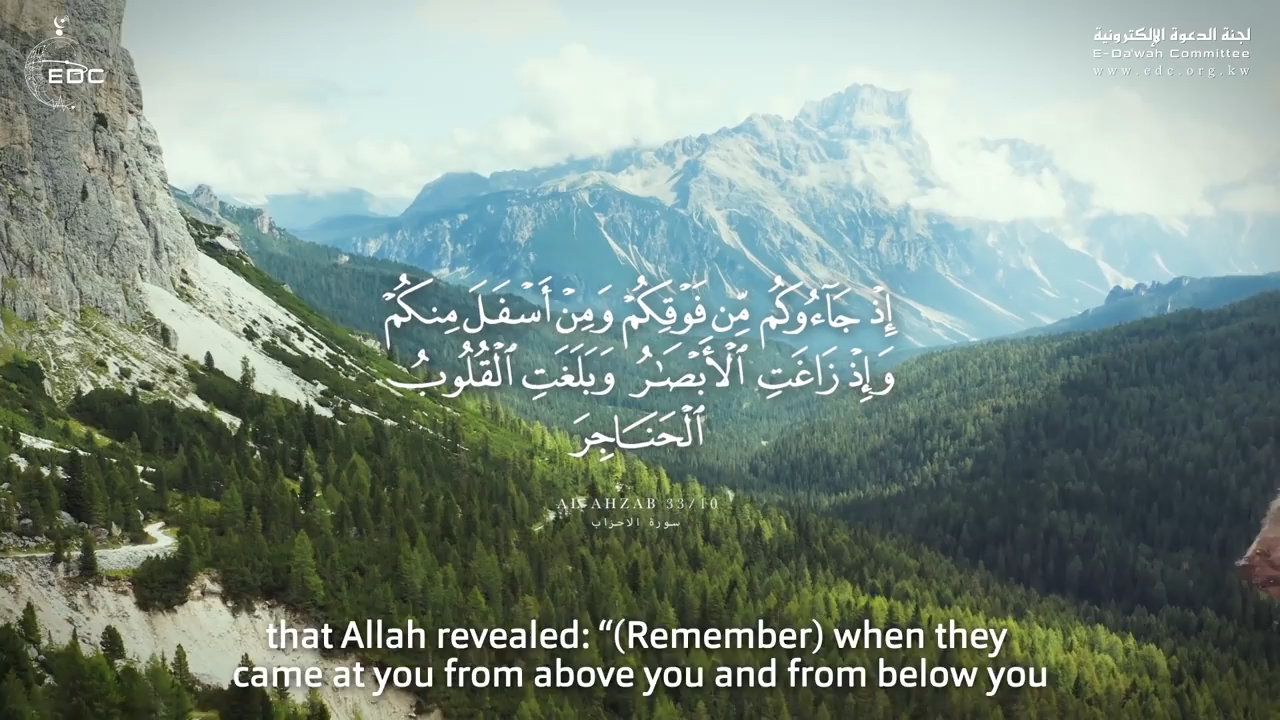 EDC
لجنة الدعوة الإلكترونية
E-Da'wah Committee
www.edc.org.kw
إِذْ جَآءُوكُم مِّن فَوْقِكُمْ وَمِنْ أَسْفَلَ مِنكُمْ
وَإِذْ زَاغَتِ ٱلْأَبْصَـٰرُ وَبَلَغَتِ ٱلْقُلُوبُ
ٱلْحَنَاجِرَ
AL-AHZAB 33/10
سورة الاحزاب
that Allah revealed: “(Remember) when they
came at you from above you and from below you